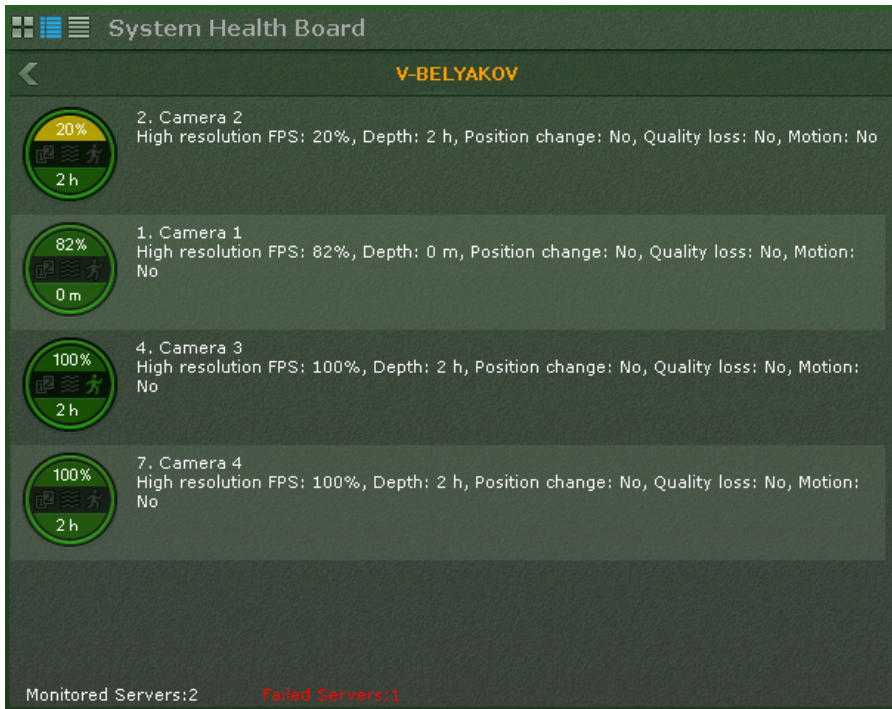 System Health Board
V-BELYAKOV
20%
2 h
2. Camera 2
High resolution FPS: 20%, Depth: 2 h, Position change: No, Quality loss: No, Motion: No
82%
0 m
1. Camera 1
High resolution FPS: 82%, Depth: 0 m, Position change: No, Quality loss: No, Motion:
No
100%
2 h
4. Camera 3
High resolution FPS: 100%, Depth: 2 h, Position change: No, Quality loss: No, Motion:
No
100%
2 h
7. Camera 4
High resolution FPS: 100%, Depth: 2 h, Position change: No, Quality loss: No, Motion:
No
Monitored Servers:2
Failed Servers:1